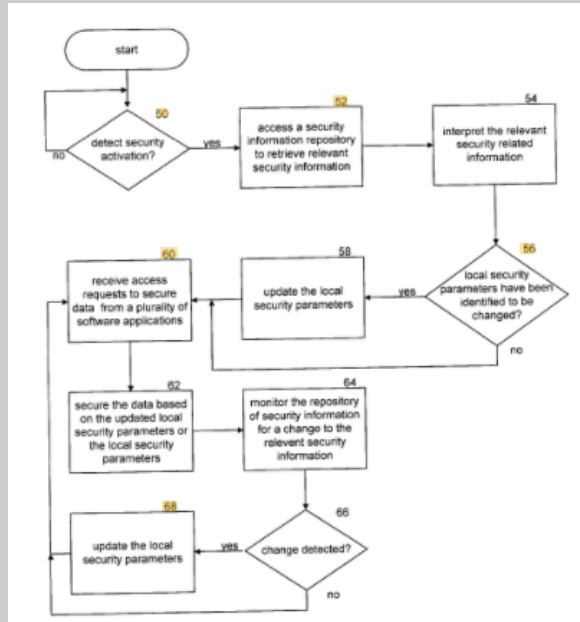 start
50
detect security
activation?
no
yes
52
access a security
information repository
to retrieve relevant
security information
54
interpret the relevant
security related
information
56
local security
parameters have been
identified to be
changed?
yes
no
58
update the local
security parameters
60
receive access
requests to secure
data from a plurality of
software applications
62
secure the data based
on the updated local
security parameters or
the local security
parameters
64
monitor the repository
of security information
for a change to the
relevent security
information
66
change detected?
yes
no
68
update the local
security parameters